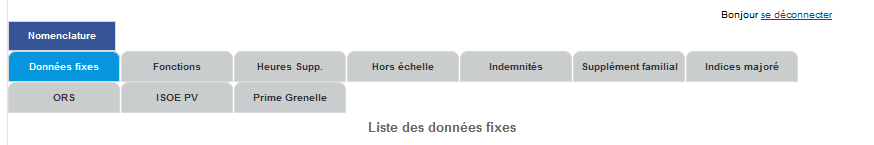 Bonjour se déconnecter
Nomenclature
Données fixes Fonctions Heures Supp. Hors échelle Indemnités Supplément familial Indices majoré
ORS ISOE PV Prime Grenelle
Liste des données fixes